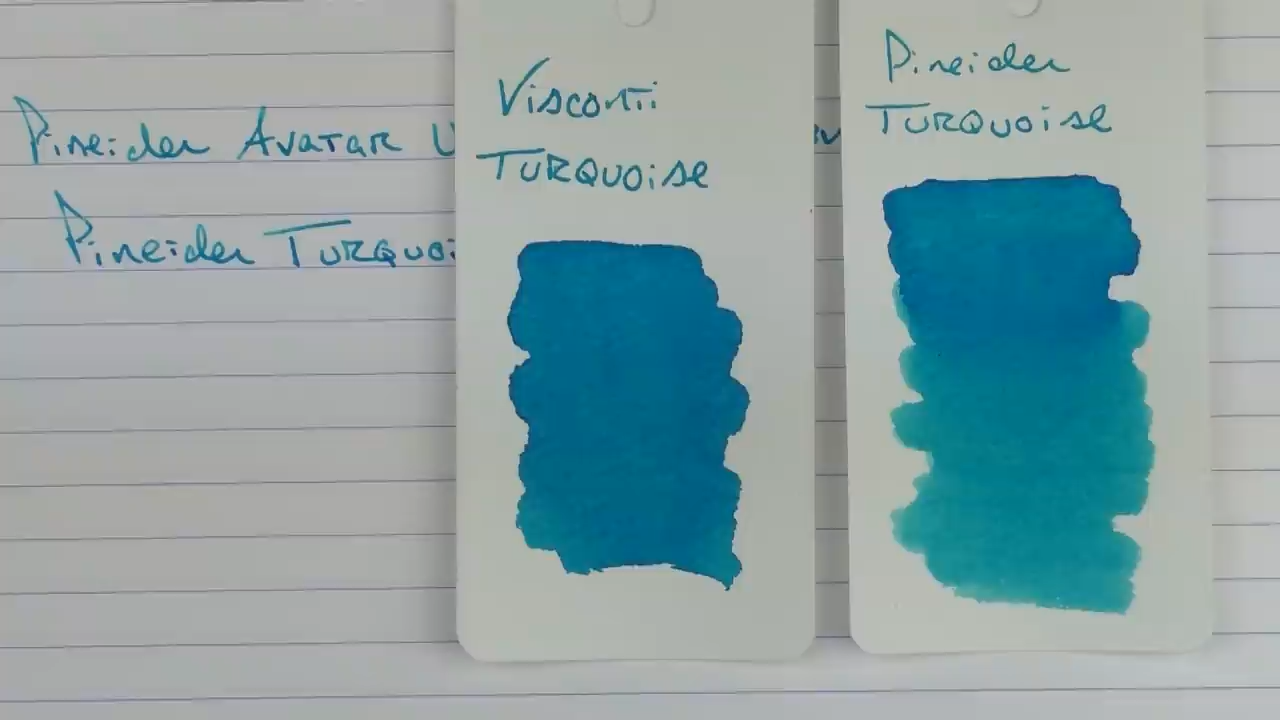 Pineider Avatar U
Pineider Turquoi
Visconti
Turquoise
Pineider
Turquoise